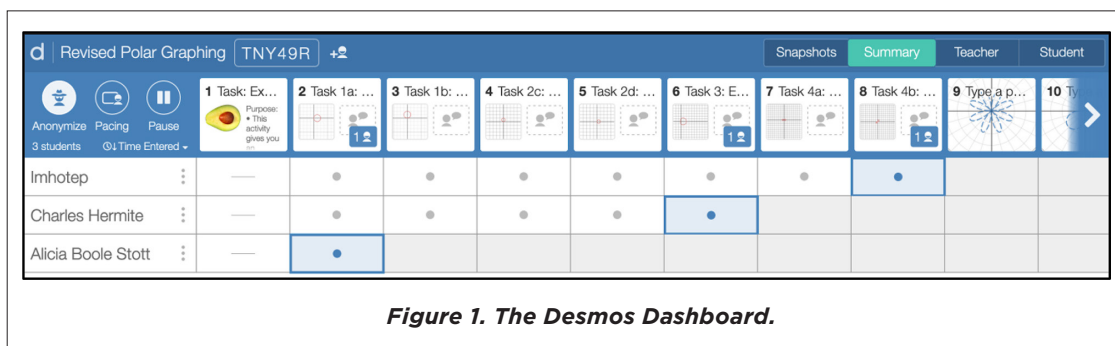 d Revised Polar Graphing TNY49R
Snapshots Summary Teacher Student
Anonymize Pacing Pause
3 students Time Entered
1 Task: Ex...
Purpose:
• This
activity
gives you
2 Task 1a: ...
1
3 Task 1b: ...
4 Task 2c: ...
5 Task 2d: ...
6 Task 3: E...
1
7 Task 4a: ...
8 Task 4b: ...
1
9 Type a p...
10 Ty
Imhotep
Charles Hermite
Alicia Boole Stott
Figure 1. The Desmos Dashboard.